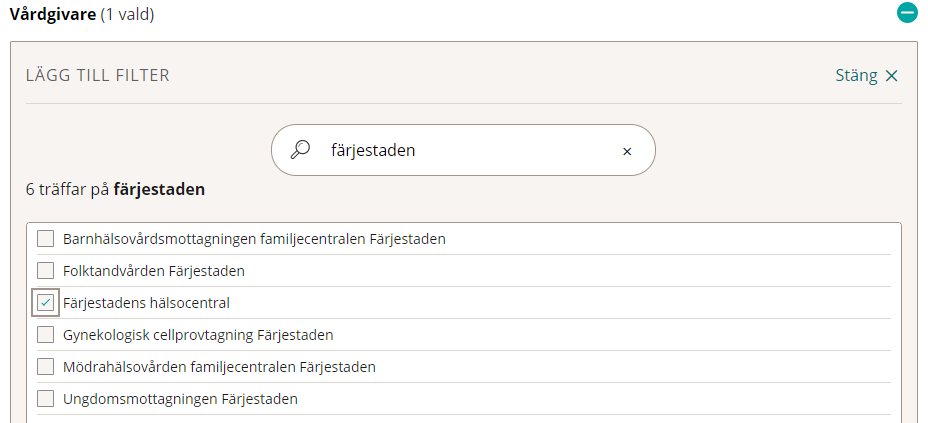 Vårdgivare (1 vald)
LÄGG TILL FILTER
Stäng
färjestaden
6 träffar på färjestaden
Barnhälsovårdsmottagningen familjecentralen Färjestaden
Folktandvården Färjestaden
Färjestadens hälsocentral
Gynekologisk cellprovtagning Färjestaden
Mödrahälsovården familjecentralen Färjestaden
Ungdomsmottagningen Färjestaden